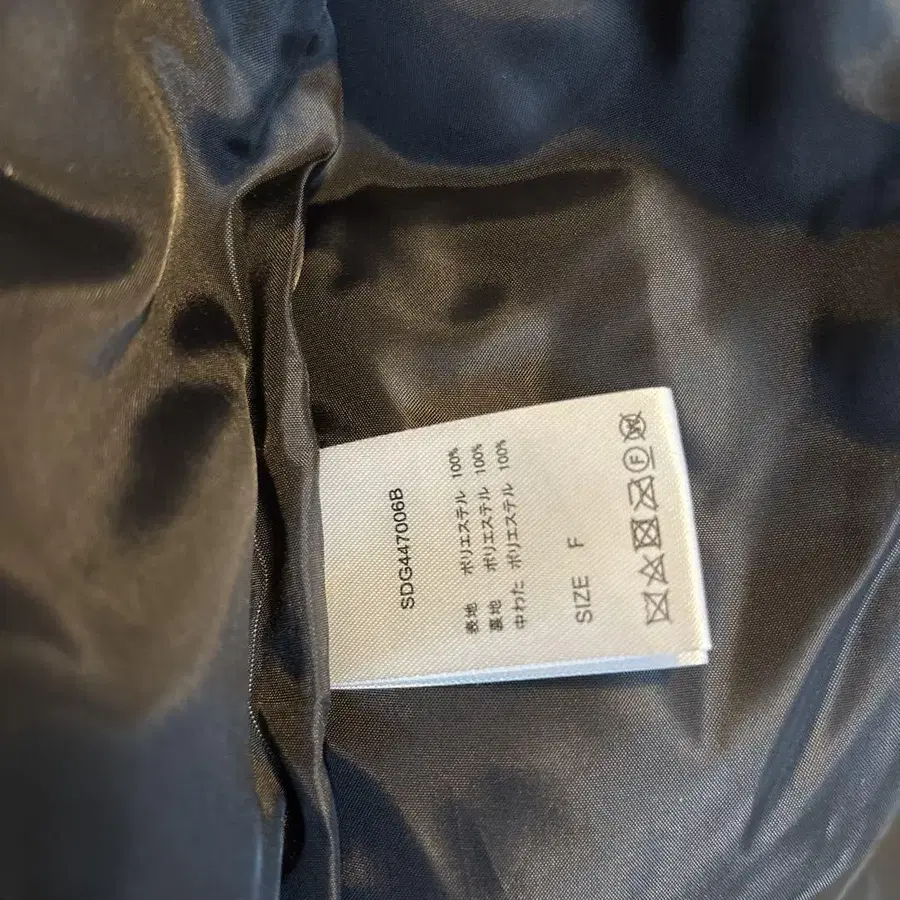 SDG447006B
表地 ポリエステル 100%
裏地 ポリエステル 100%
中わた ポリエステル 100%
SIZE F
F W